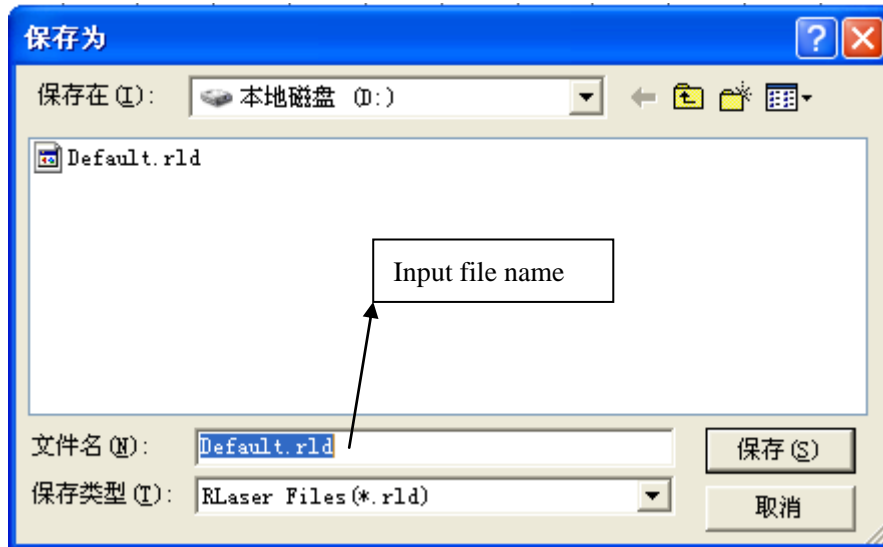 保存为
保存在(I): 本地磁盘 (D:)
Default.rld
Input file name
文件名(N): Default.rld 保存(S)
保存类型(T): RLaser Files(*.rld) 取消